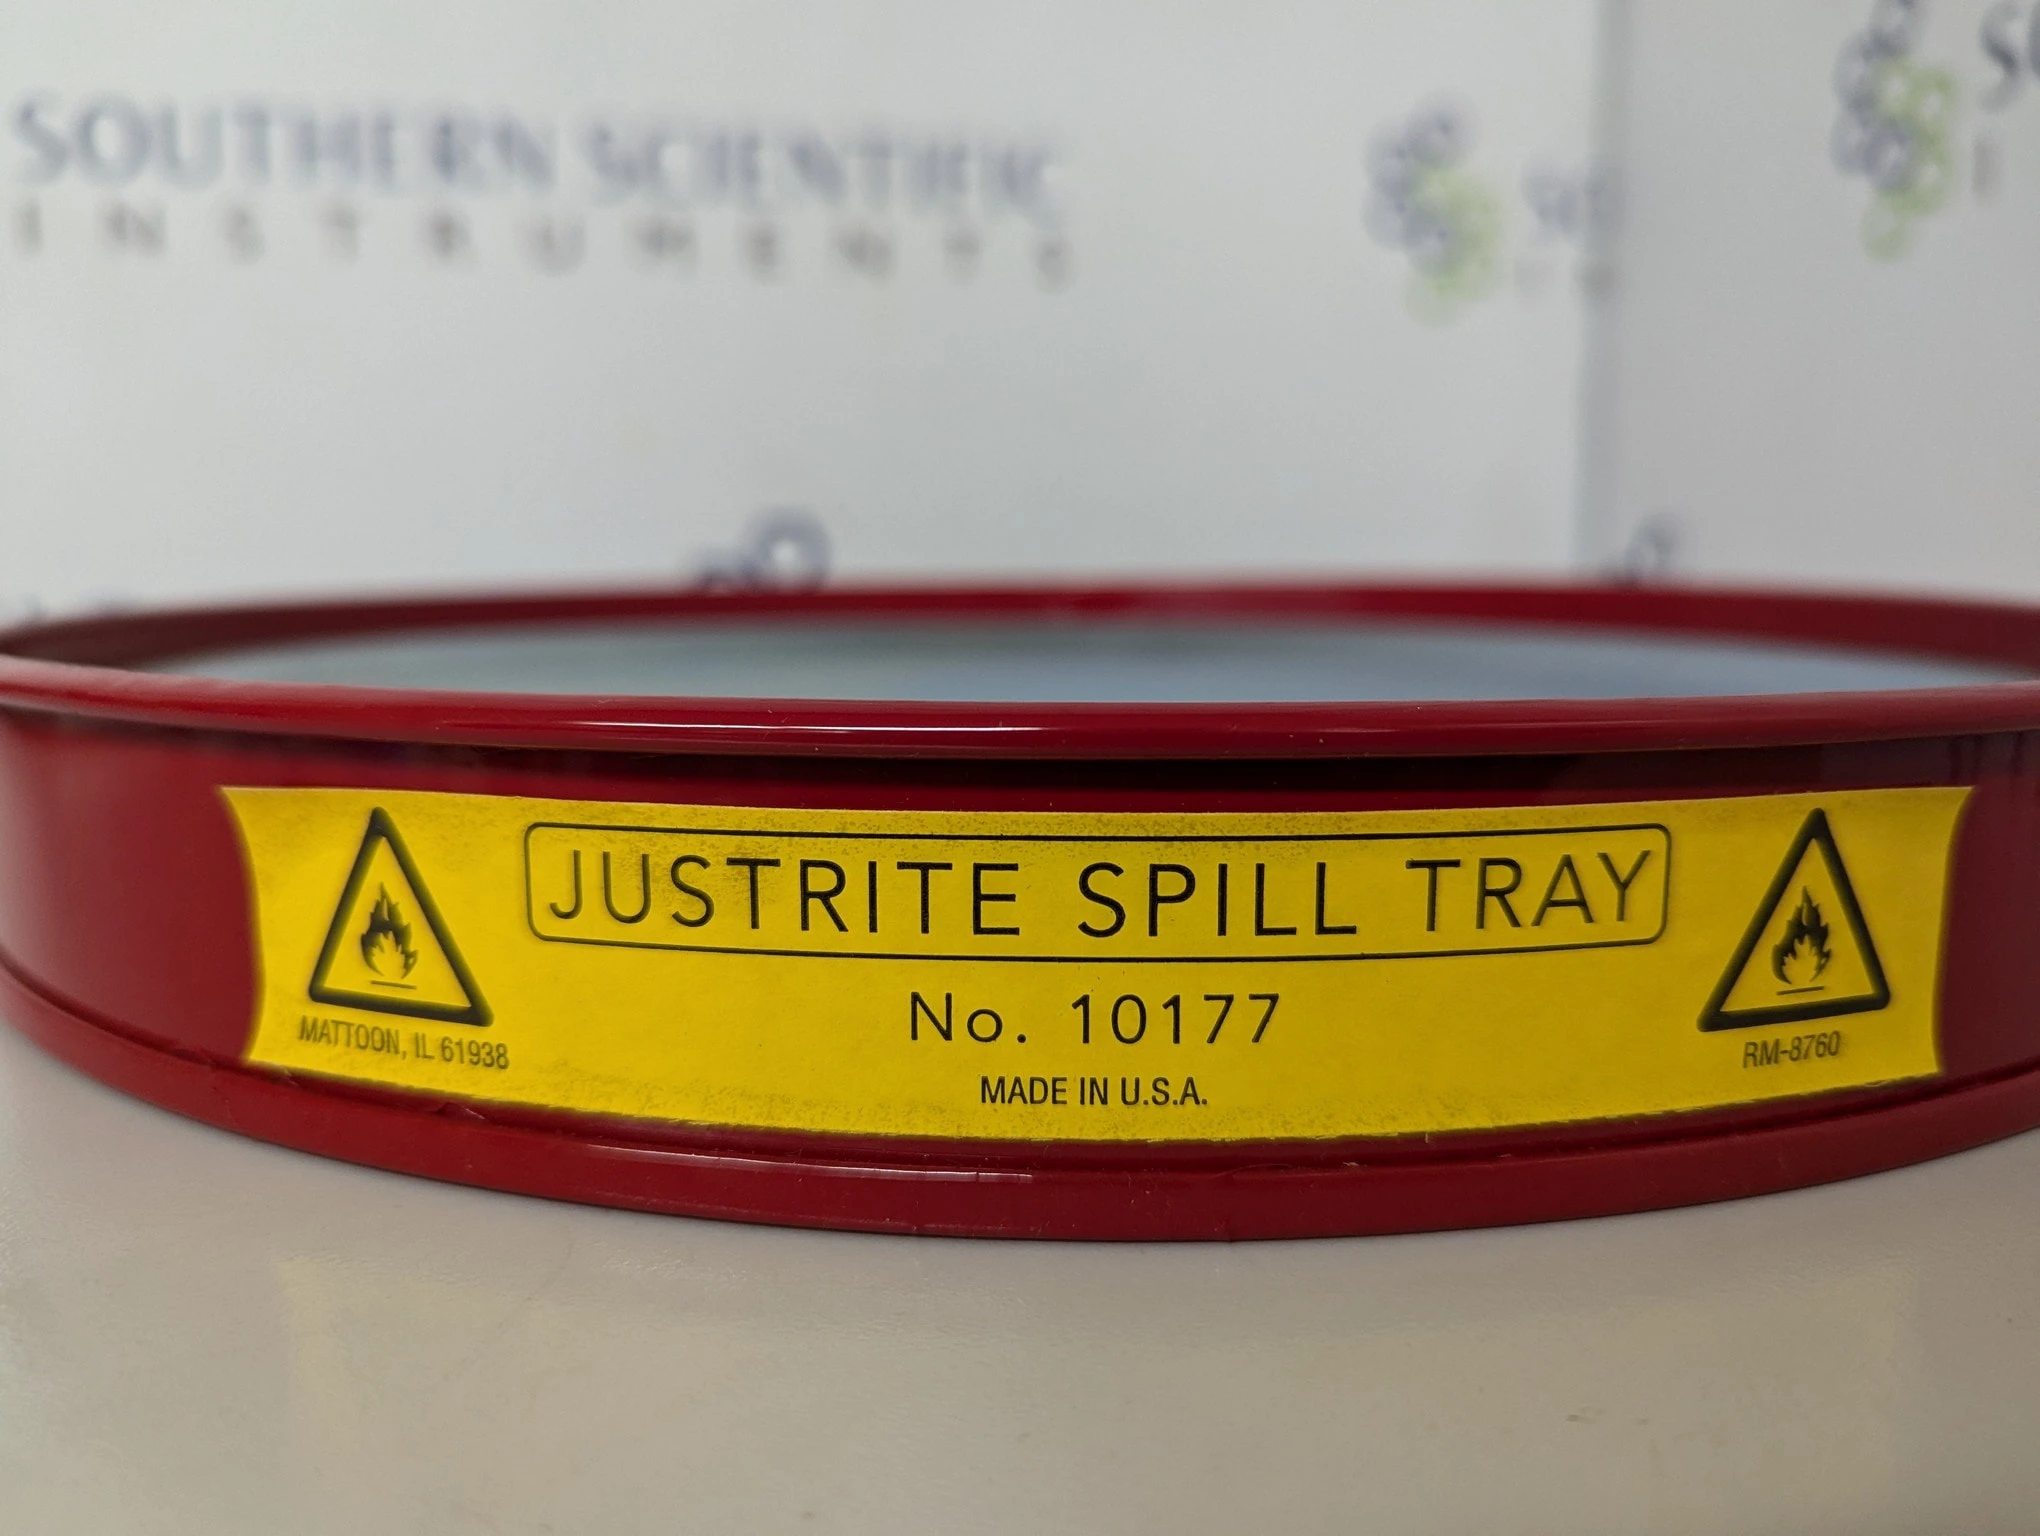 SOUTHERN SCIENTIFIC
INSTRUMENTS
JUSTRITE SPILL TRAY
No. 10177
MADE IN U.S.A.
MATTOON, IL 61938
RM-8760